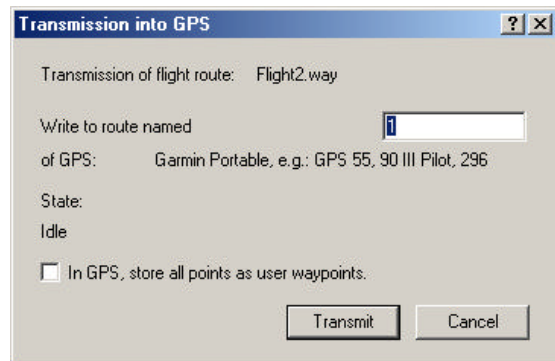 Transmission into GPS
Transmission of flight route: Flight2.way
Write to route named 1
of GPS: Garmin Portable, e.g.: GPS 55, 90 III Pilot, 296
State:
Idle
In GPS, store all points as user waypoints.
Transmit Cancel